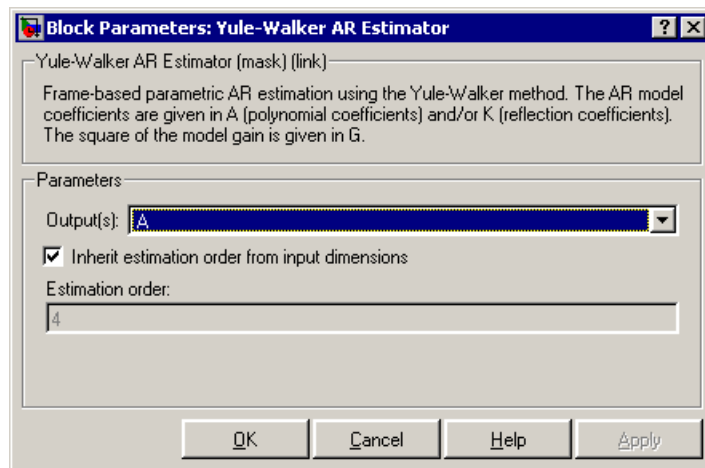 Block Parameters: Yule-Walker AR Estimator
Yule-Walker AR Estimator (mask) (link)
Frame-based parametric AR estimation using the Yule-Walker method. The AR model
coefficients are given in A (polynomial coefficients) and/or K (reflection coefficients).
The square of the model gain is given in G.
Parameters
Output(s): A
Inherit estimation order from input dimensions
Estimation order:
4
OK Cancel Help Apply